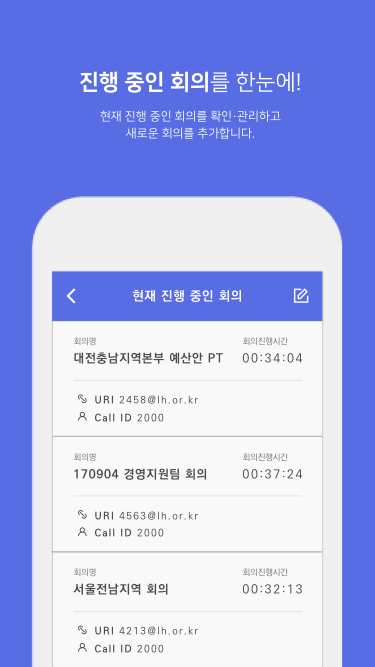 진행 중인 회의를 한눈에!
현재 진행 중인 회의를 확인·관리하고
새로운 회의를 추가합니다.
현재 진행 중인 회의
회의명 회의진행시간
대전충남지역본부 예산안 PT 00:34:04
URI 2458@lh.or.kr
Call ID 2000
회의명 회의진행시간
170904 경영지원팀 회의 00:37:24
URI 4563@lh.or.kr
Call ID 2000
회의명 회의진행시간
서울전남지역 회의 00:32:13
URI 4213@lh.or.kr
Call ID 2000